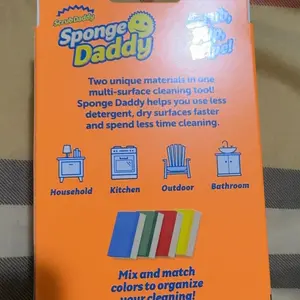 Scrub Daddy
Sponge
Daddy
Two unique materials in one
multi-surface cleaning tool!
Sponge Daddy helps you use less
detergent, dry surfaces faster
and spend less time cleaning.
Household Kitchen Outdoor Bathroom
Mix and match
colors to organize
your cleaning!